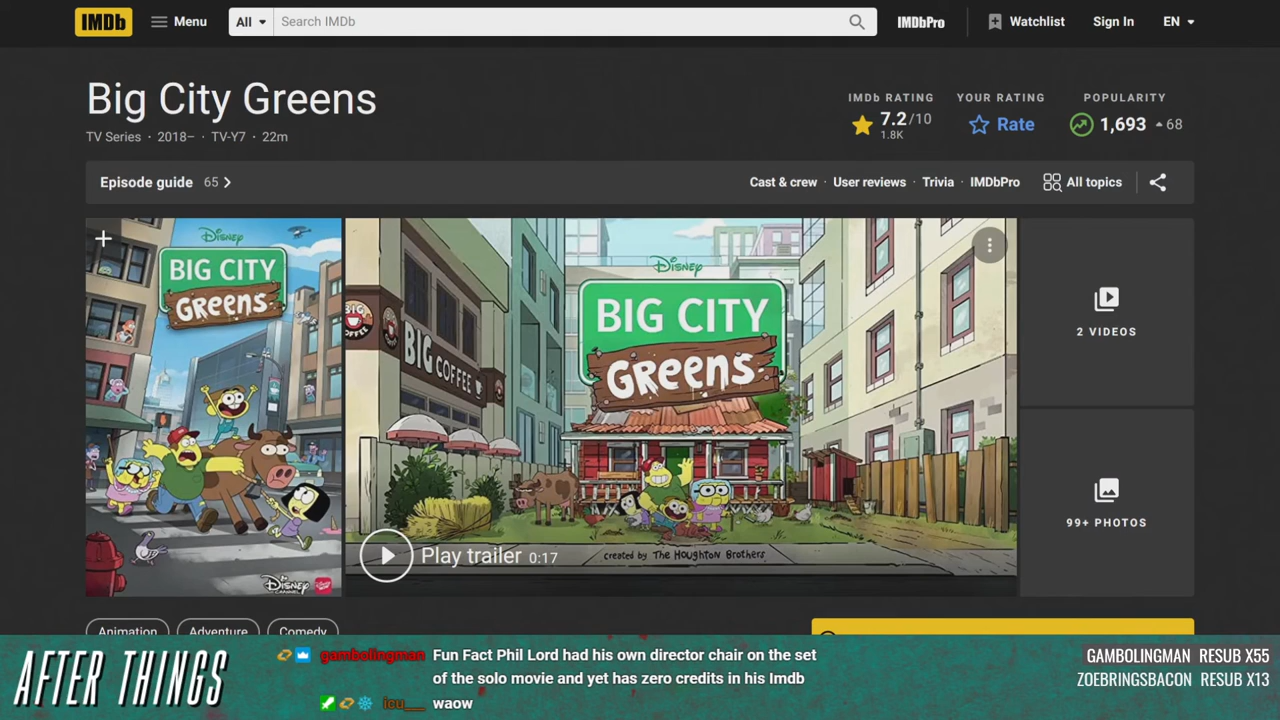 IMDb
Menu
All
Search IMDb
IMDbPro
Watchlist
Sign In
EN
Big City Greens
TV Series · 2018– · TV-Y7 · 22m
IMDb RATING
7.2/10
1.8K
YOUR RATING
Rate
POPULARITY
1,693
68
Episode guide 65
Cast & crew · User reviews · Trivia · IMDbPro
All topics
Disney
BIG CITY
GREENS
Disney
CHANNEL
Disney
BIG CITY
GREENS
BIG
COFFEE
BIG COFFEE
created by The Houghton Brothers
Play trailer 0:17
2 VIDEOS
99+ PHOTOS
Animation
Adventure
Comedy
AFTER THINGS
gambolingman Fun Fact Phil Lord had his own director chair on the set
of the solo movie and yet has zero credits in his Imdb
icu___ waow
GAMBOLINGMAN RESUB X55
ZOEBRINGSBACON RESUB X13